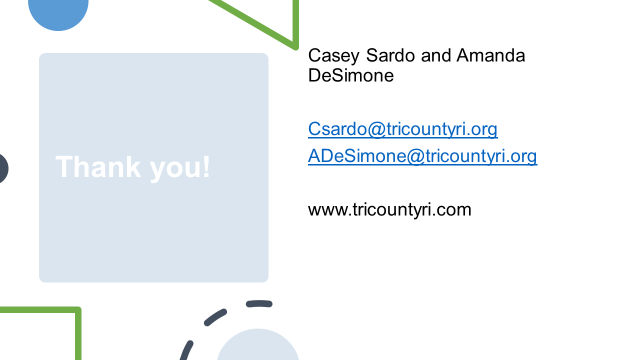 Thank you!
Casey Sardo and Amanda
DeSimone
Csardo@tricountyri.org
ADeSimone@tricountyri.org
www.tricountyri.com